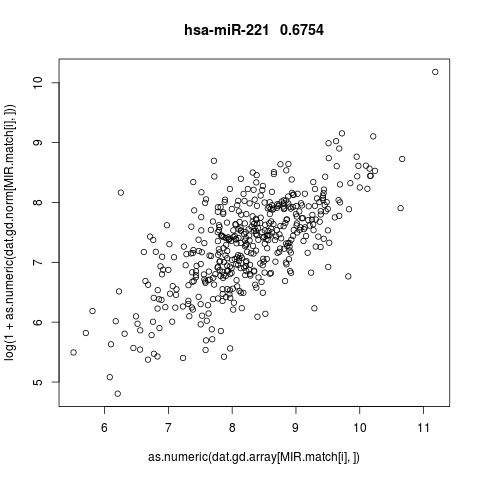 hsa-miR-221 0.6754
log(1 + as.numeric(dat.gd.norm[MIR.match[i], ]))
10
9
8
7
6
5
6 7 8 9 10 11
as.numeric(dat.gd.array[MIR.match[i], ])